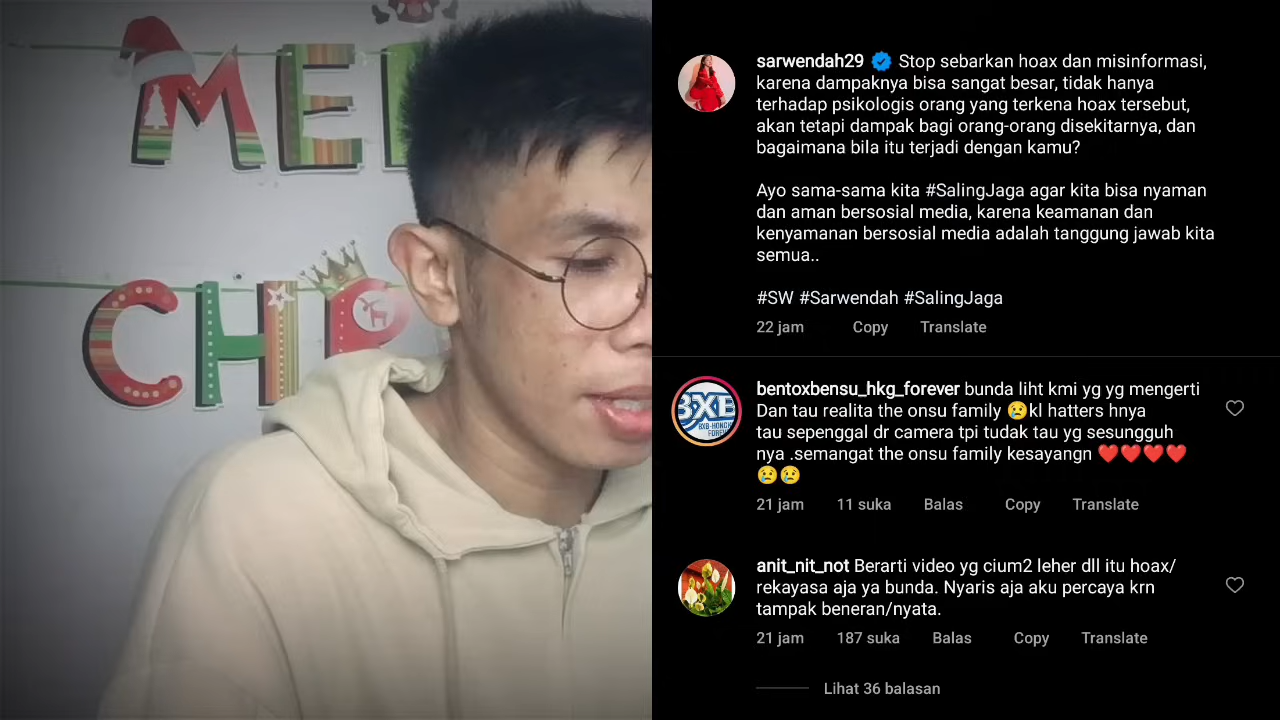 MER
CHR
sarwendah29 Stop sebarkan hoax dan misinformasi,
karena dampaknya bisa sangat besar, tidak hanya
terhadap psikologis orang yang terkena hoax tersebut,
akan tetapi dampak bagi orang-orang disekitarnya, dan
bagaimana bila itu terjadi dengan kamu?
Ayo sama-sama kita #SalingJaga agar kita bisa nyaman
dan aman bersosial media, karena keamanan dan
kenyamanan bersosial media adalah tanggung jawab kita
semua..
#SW #Sarwendah #SalingJaga
22 jam Copy Translate
bentoxbensu_hkg_forever bunda liht kmi yg yg mengerti
Dan tau realita the onsu family 😢kl hatters hnya
tau sepenggal dr camera tpi tudak tau yg sesungguh
nya .semangat the onsu family kesayangn ❤️❤️❤️❤️
😢😢
21 jam 11 suka Balas Copy Translate
BXB
anit_nit_not Berarti video yg cium2 leher dll itu hoax/
rekayasa aja ya bunda. Nyaris aja aku percaya krn
tampak beneran/nyata.
21 jam 187 suka Balas Copy Translate
Lihat 36 balasan